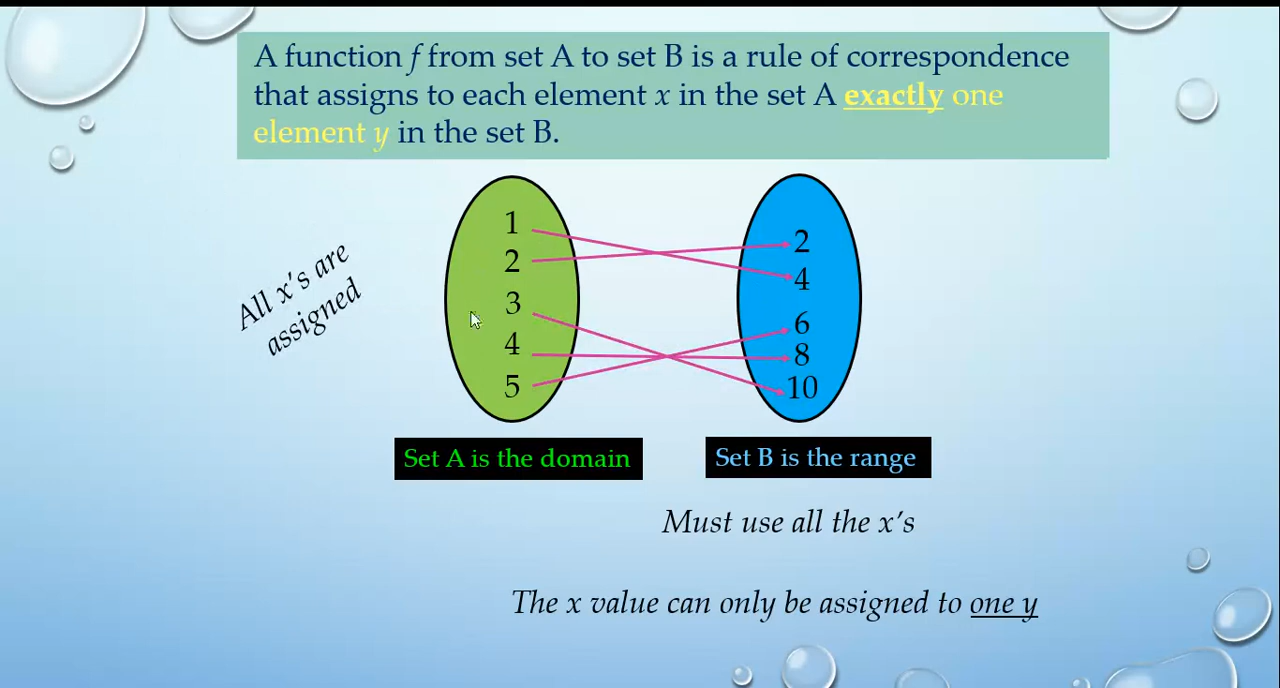 A function f from set A to set B is a rule of correspondence
that assigns to each element x in the set A exactly one
element y in the set B.
All x's are
assigned
1
2
3
4
5
2
4
6
8
10
Set A is the domain
Set B is the range
Must use all the x's
The x value can only be assigned to one y